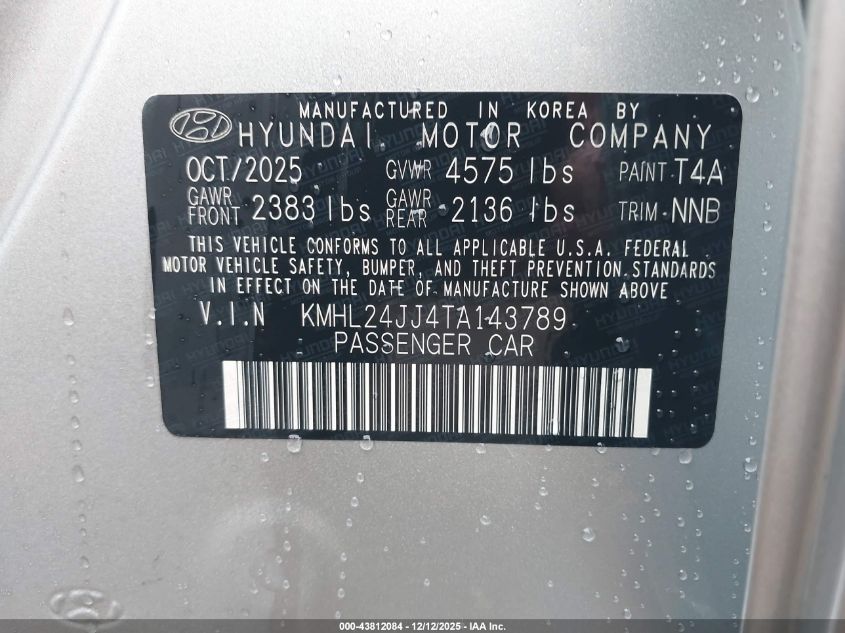 MANUFACTURED IN KOREA BY
HYUNDAI MOTOR COMPANY
OCT/2025 GVWR 4575 lbs PAINT T4A
GAWR FRONT 2383 lbs GAWR REAR 2136 lbs TRIM NNB
THIS VEHICLE CONFORMS TO ALL APPLICABLE U.S.A. FEDERAL
MOTOR VEHICLE SAFETY, BUMPER, AND THEFT PREVENTION STANDARDS
IN EFFECT ON THE DATE OF MANUFACTURE SHOWN ABOVE
V.I.N KMHL24JJ4TA143789
PASSENGER CAR
000-43812084 - 12/12/2025 - IAA Inc.